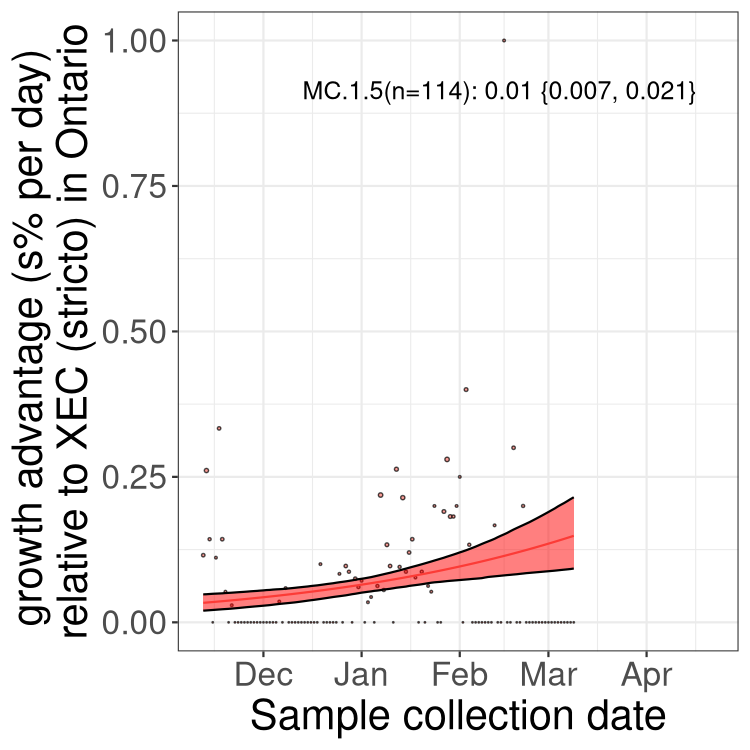 growth advantage (s% per day)
relative to XEC (stricto) in Ontario
1.00
MC.1.5(n=114): 0.01 {0.007, 0.021}
0.75
0.50
0.25
0.00
Dec Jan Feb Mar Apr
Sample collection date